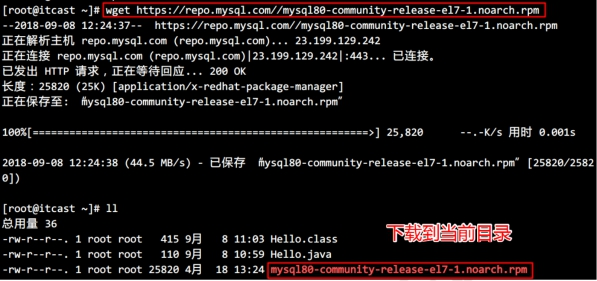 [root@itcast ~]# wget https://repo.mysql.com//mysql80-community-release-el7-1.noarch.rpm
--2018-09-08 12:24:37--  https://repo.mysql.com//mysql80-community-release-el7-1.noarch.rpm
正在解析主机 repo.mysql.com (repo.mysql.com)... 23.199.129.242
正在连接 repo.mysql.com (repo.mysql.com)|23.199.129.242|:443... 已连接。
已发出 HTTP 请求，正在等待回应... 200 OK
长度：25820 (25K) [application/x-redhat-package-manager]
正在保存至: “mysql80-community-release-el7-1.noarch.rpm”
100%[======================================================>] 25,820      --.-K/s 用时 0.001s
2018-09-08 12:24:38 (44.5 MB/s) - 已保存 “mysql80-community-release-el7-1.noarch.rpm” [25820/2582
0])
[root@itcast ~]# ll
总用量 36
下载到当前目录
-rw-r--r--. 1 root root   415 9月   8 11:03 Hello.class
-rw-r--r--. 1 root root   110 9月   8 10:59 Hello.java
-rw-r--r--. 1 root root 25820 4月  18 13:24 mysql80-community-release-el7-1.noarch.rpm